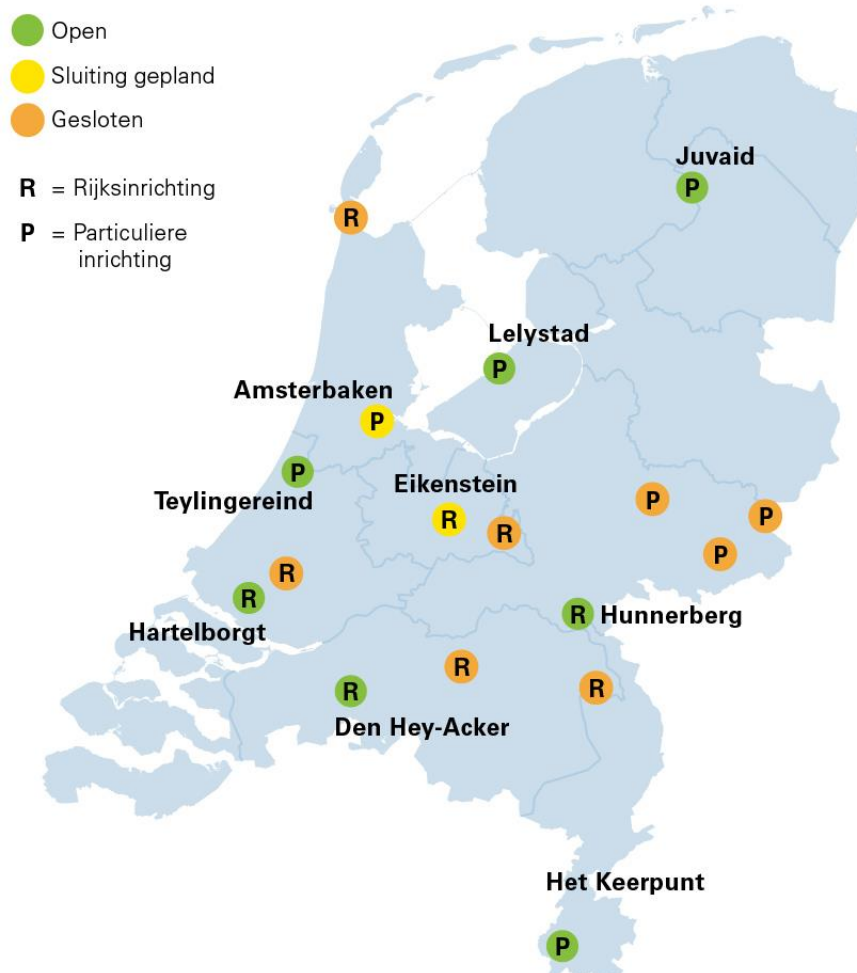 Open
Sluiting gepland
Gesloten
R = Rijksinrichting
P = Particuliere
inrichting
Juvaid
P
R
Lelystad
P
Amsterbaken
P
P
Teylingereind
Eikenstein
R
R
P
P
P
R
R
Hartelborgt
R
Hunnerberg
R
R
R
Den Hey-Acker
Het Keerpunt
P